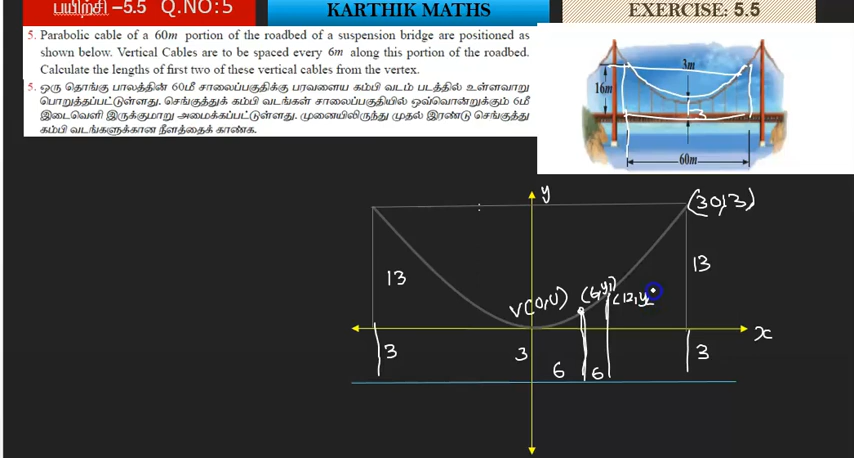 பயிற்சி –5.5 Q.NO:5
KARTHIK MATHS
EXERCISE: 5.5
5. Parabolic cable of a 60m portion of the roadbed of a suspension bridge are positioned as
shown below. Vertical Cables are to be spaced every 6m along this portion of the roadbed.
Calculate the lengths of first two of these vertical cables from the vertex.
5. ஒரு தொங்கு பாலத்தின் 60மீ சாலைப்பகுதிக்கு பரவளைய கம்பி வடம் படத்தில் உள்ளவாறு
பொறுத்தப்பட்டுள்ளது. செங்குத்துக் கம்பி வடங்கள் சாலைப்பகுதியில் ஒவ்வொன்றுக்கும் 6மீ
இடைவெளி இருக்குமாறு அமைக்கப்பட்டுள்ளது. முனையிலிருந்து முதல் இரண்டு செங்குத்து
கம்பி வடங்களுக்கான நீளத்தைக் காண்க.
3m
16m
3
60m
y
(30,13)
13
13
V(0,0)
(6,y1)
(12,y
x
3
3
3
6
6